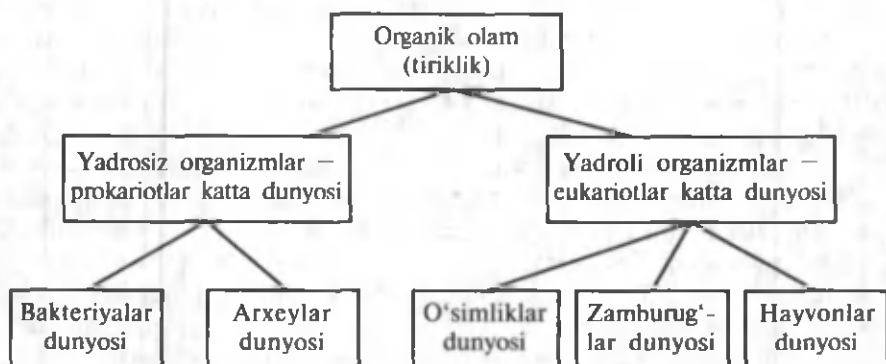 Organik olam
(tiriklik)
Yadrosiz organizmlar —
prokariotlar katta dunyosi
Yadroli organizmlar —
eukariotlar katta dunyosi
Bakteriyalar
dunyosi
Arxeylar
dunyosi
O‘simliklar
dunyosi
Zamburug‘-
lar dunyosi
Hayvonlar
dunyosi